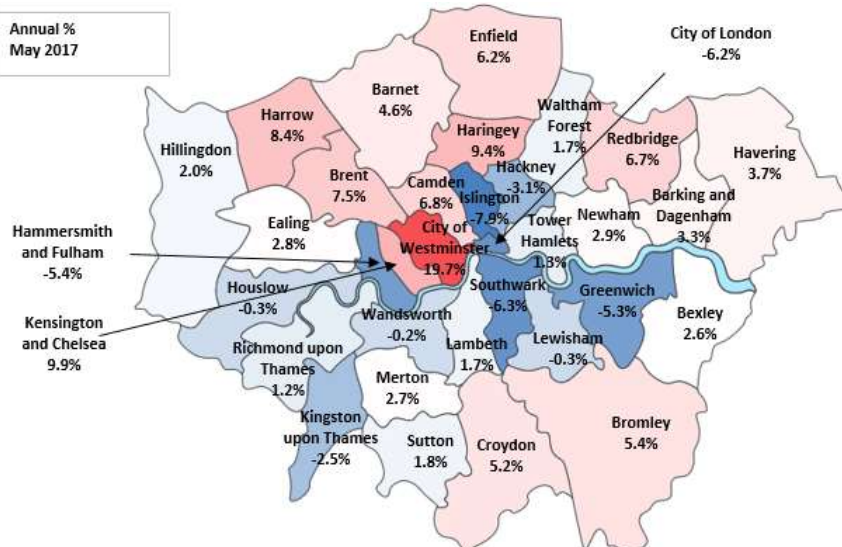 Annual %
May 2017
Enfield
6.2%
City of London
-6.2%
Barnet
4.6%
Harrow
8.4%
Haringey
9.4%
Waltham
Forest
1.7%
Redbridge
6.7%
Hillingdon
2.0%
Havering
3.7%
Brent
7.5%
Camden
6.8%
Hackney
-3.1%
Islington
-7.9%
Barking and
Dagenham
3.3%
Ealing
2.8%
City of
Westminster
19.7%
Tower
Hamlets
1.3%
Newham
2.9%
Hammersmith
and Fulham
-5.4%
Houslow
-0.3%
Southwark
-6.3%
Greenwich
-5.3%
Kensington
and Chelsea
9.9%
Wandsworth
-0.2%
Bexley
2.6%
Richmond upon
Thames
1.2%
Lambeth
1.7%
Lewisham
-0.3%
Merton
2.7%
Kingston
upon Thames
-2.5%
Sutton
1.8%
Croydon
5.2%
Bromley
5.4%